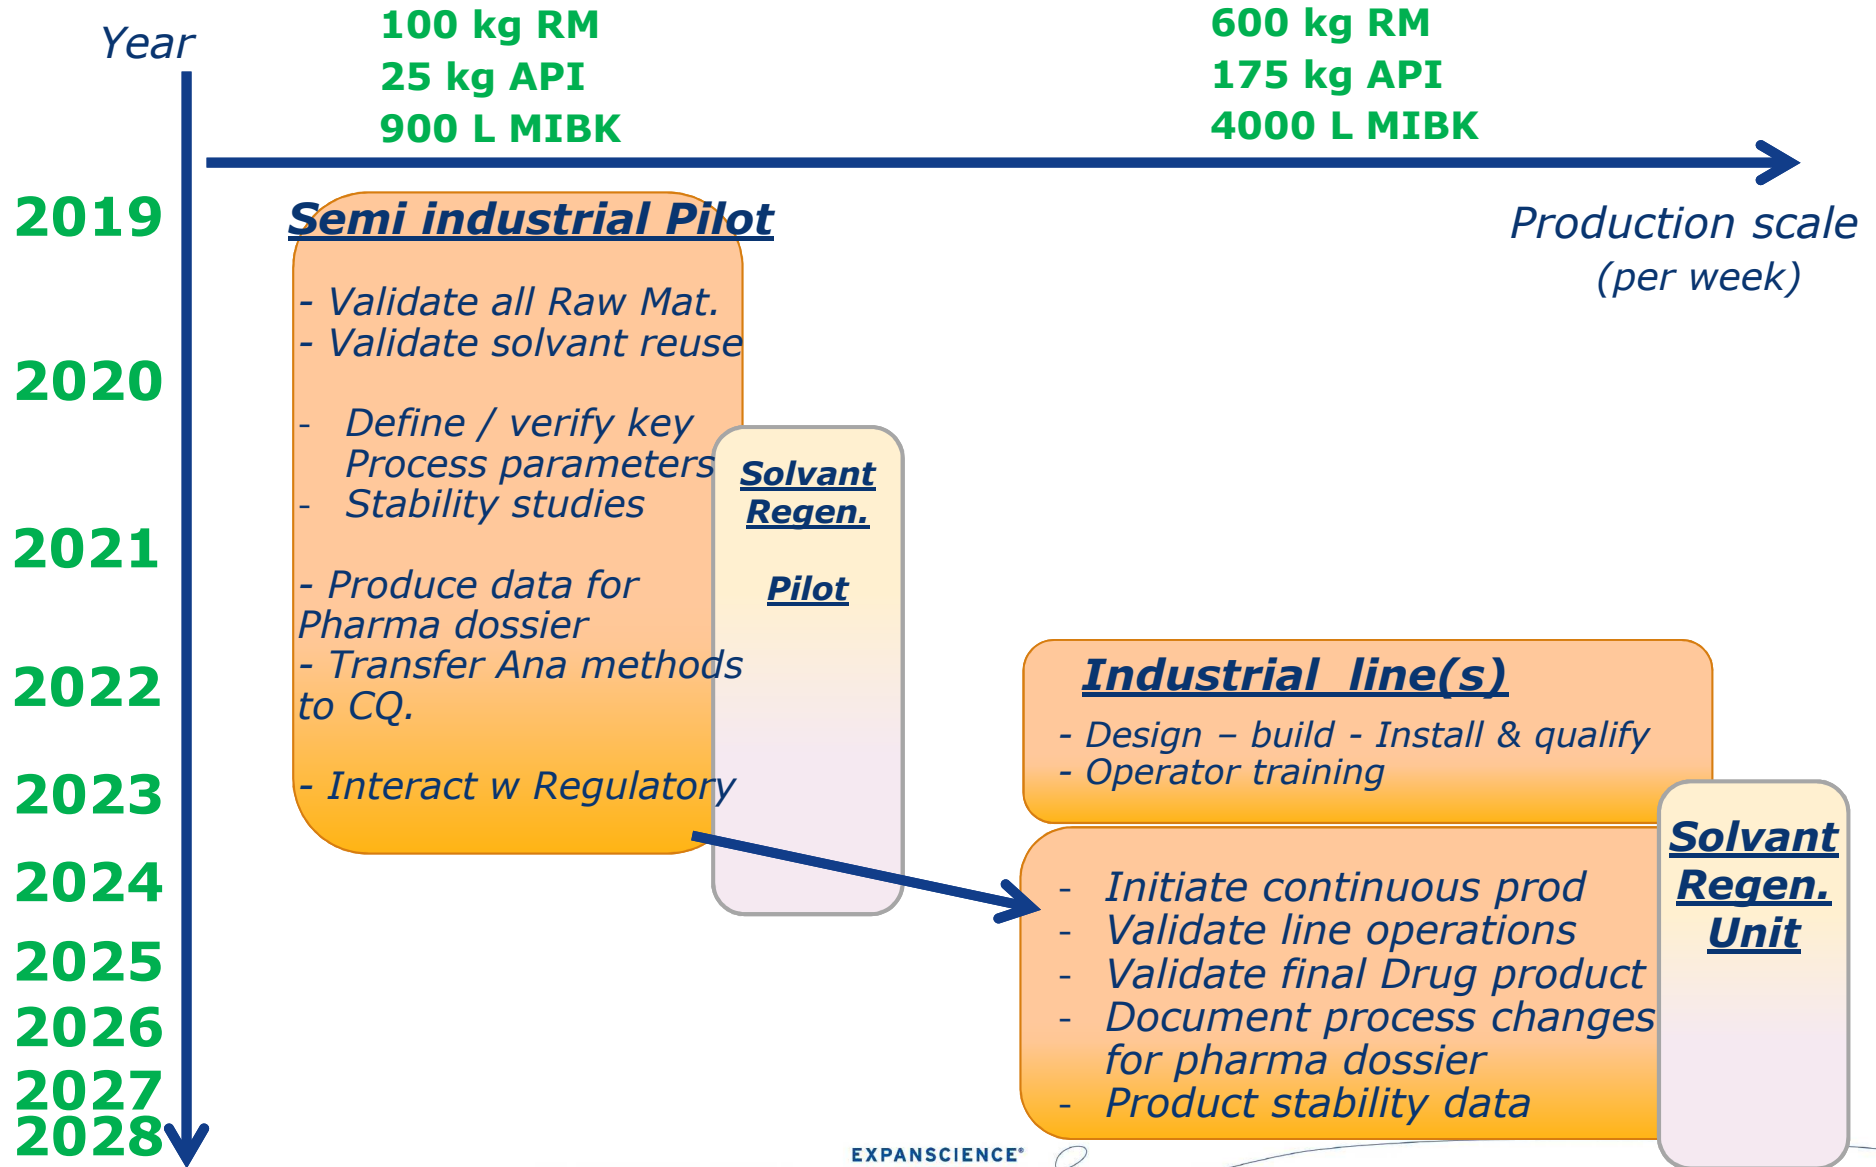 Year
100 kg RM
25 kg API
900 L MIBK
600 kg RM
175 kg API
4000 L MIBK
Production scale
(per week)
2019
2020
2021
2022
2023
2024
2025
2026
2027
2028
Semi industrial Pilot
- Validate all Raw Mat.
- Validate solvant reuse
- Define / verify key
Process parameters
- Stability studies
- Produce data for
Pharma dossier
- Transfer Ana methods
to CQ.
- Interact w Regulatory
Solvant
Regen.
Pilot
Industrial line(s)
- Design – build - Install & qualify
- Operator training
- Initiate continuous prod
- Validate line operations
- Validate final Drug product
- Document process changes
for pharma dossier
- Product stability data
Solvant
Regen.
Unit
EXPANSCIENCE®